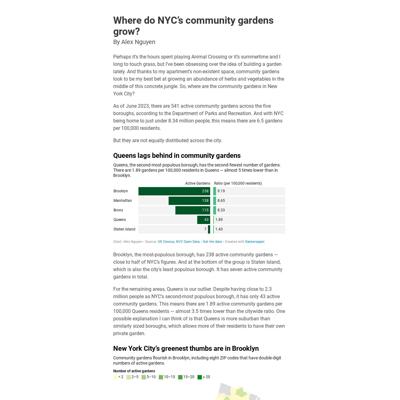 Where do NYC's community gardens
grow?
By Alex Nguyen
Perhaps it's the hours spent playing Animal Crossing or it's summertime and I
long to touch grass, but I've been obsessing over the idea of building a garden
lately. And thanks to my apartment's non-existent space, community gardens
look to be my best bet at growing an abundance of herbs and vegetables in the
middle of this concrete jungle. So, where are the community gardens in New
York City?
As of June 2023, there are 541 active community gardens across the five
boroughs, according to the Department of Parks and Recreation. And with NYC
being home to just under 8.34 million people, this means there are 6.5 gardens
per 100,000 residents.
But they are not equally distributed across the city.
Queens lags behind in community gardens
Queens, the second-most populous borough, has the second-fewest number of gardens.
There are 1.89 gardens per 100,000 residents in Queens — almost 5 times lower than in
Brooklyn.
Active Gardens Ratio (per 100,000 residents)
Brooklyn 238 9.19
Manhattan 138 8.65
Bronx 115 8.33
Queens 43 1.89
Staten Island 7 1.43
Chart: Alex Nguyen • Source: US Census, NYC Open Data • Get the data • Created with Datawrapper
Brooklyn, the most-populous borough, has 238 active community gardens —
close to half of NYC's figures. And at the bottom of the group is Staten Island,
which is also the city's least populous borough. It has seven active community
gardens in total.
For the remaining areas, Queens is our outlier. Despite having close to 2.3
million people as NYC's second-most populous borough, it has only 43 active
community gardens. This means there are 1.89 active community gardens per
100,000 Queens residents — almost 3.5 times lower than the citywide ratio. One
possible explanation I can think of is that Queens is more suburban than
similarly sized boroughs, which allows more of their residents to have their own
private garden.
New York City's greenest thumbs are in Brooklyn
Community gardens flourish in Brooklyn, including eight ZIP codes that have double-digit
numbers of active gardens.
Number of active gardens